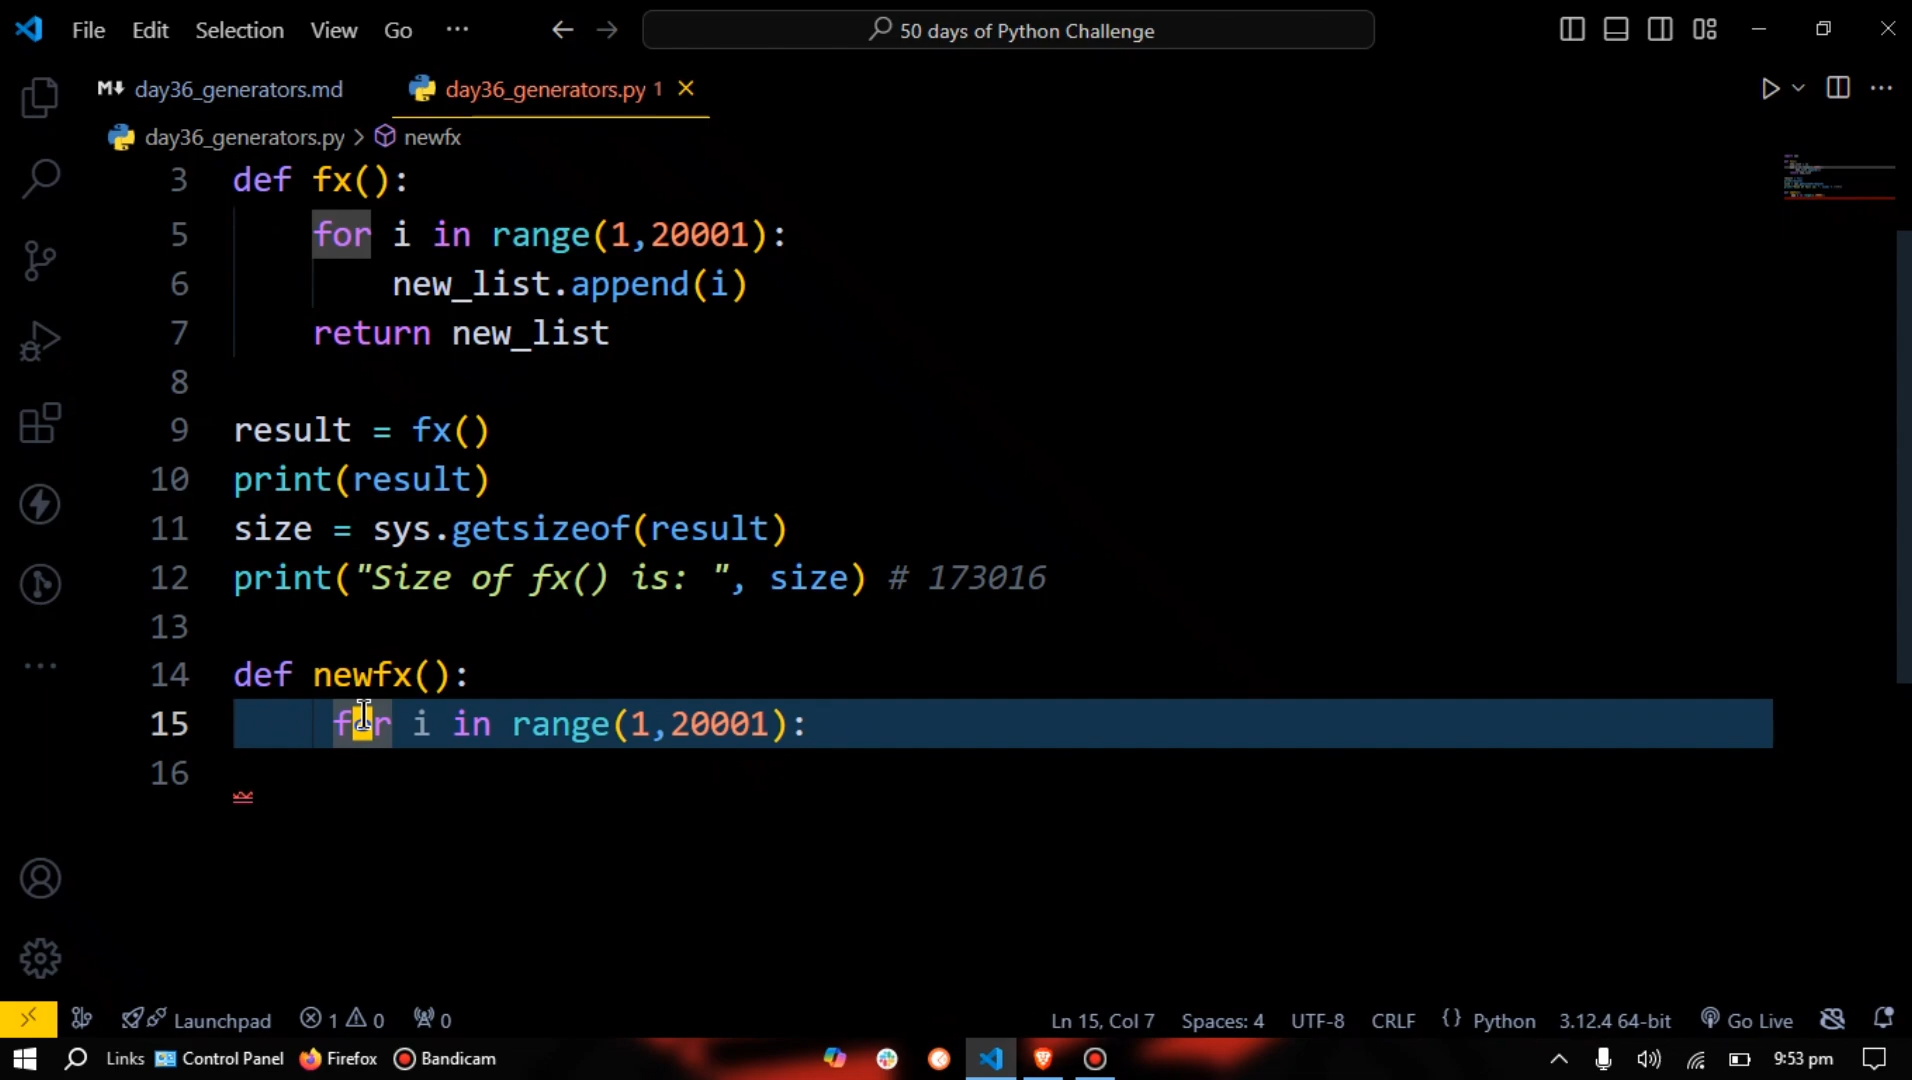 File Edit Selection View Go ··· 50 days of Python Challenge
day36_generators.md day36_generators.py 1
day36_generators.py > newfx
3 def fx():
5 for i in range(1,20001):
6 new_list.append(i)
7 return new_list
8
9 result = fx()
10 print(result)
11 size = sys.getsizeof(result)
12 print("Size of fx() is: ", size) # 173016
13
14 def newfx():
15 for i in range(1,20001):
16
Launchpad 1 0 0 Ln 15, Col 7 Spaces: 4 UTF-8 CRLF {} Python 3.12.4 64-bit Go Live
Links Control Panel Firefox Bandicam 9:53 pm